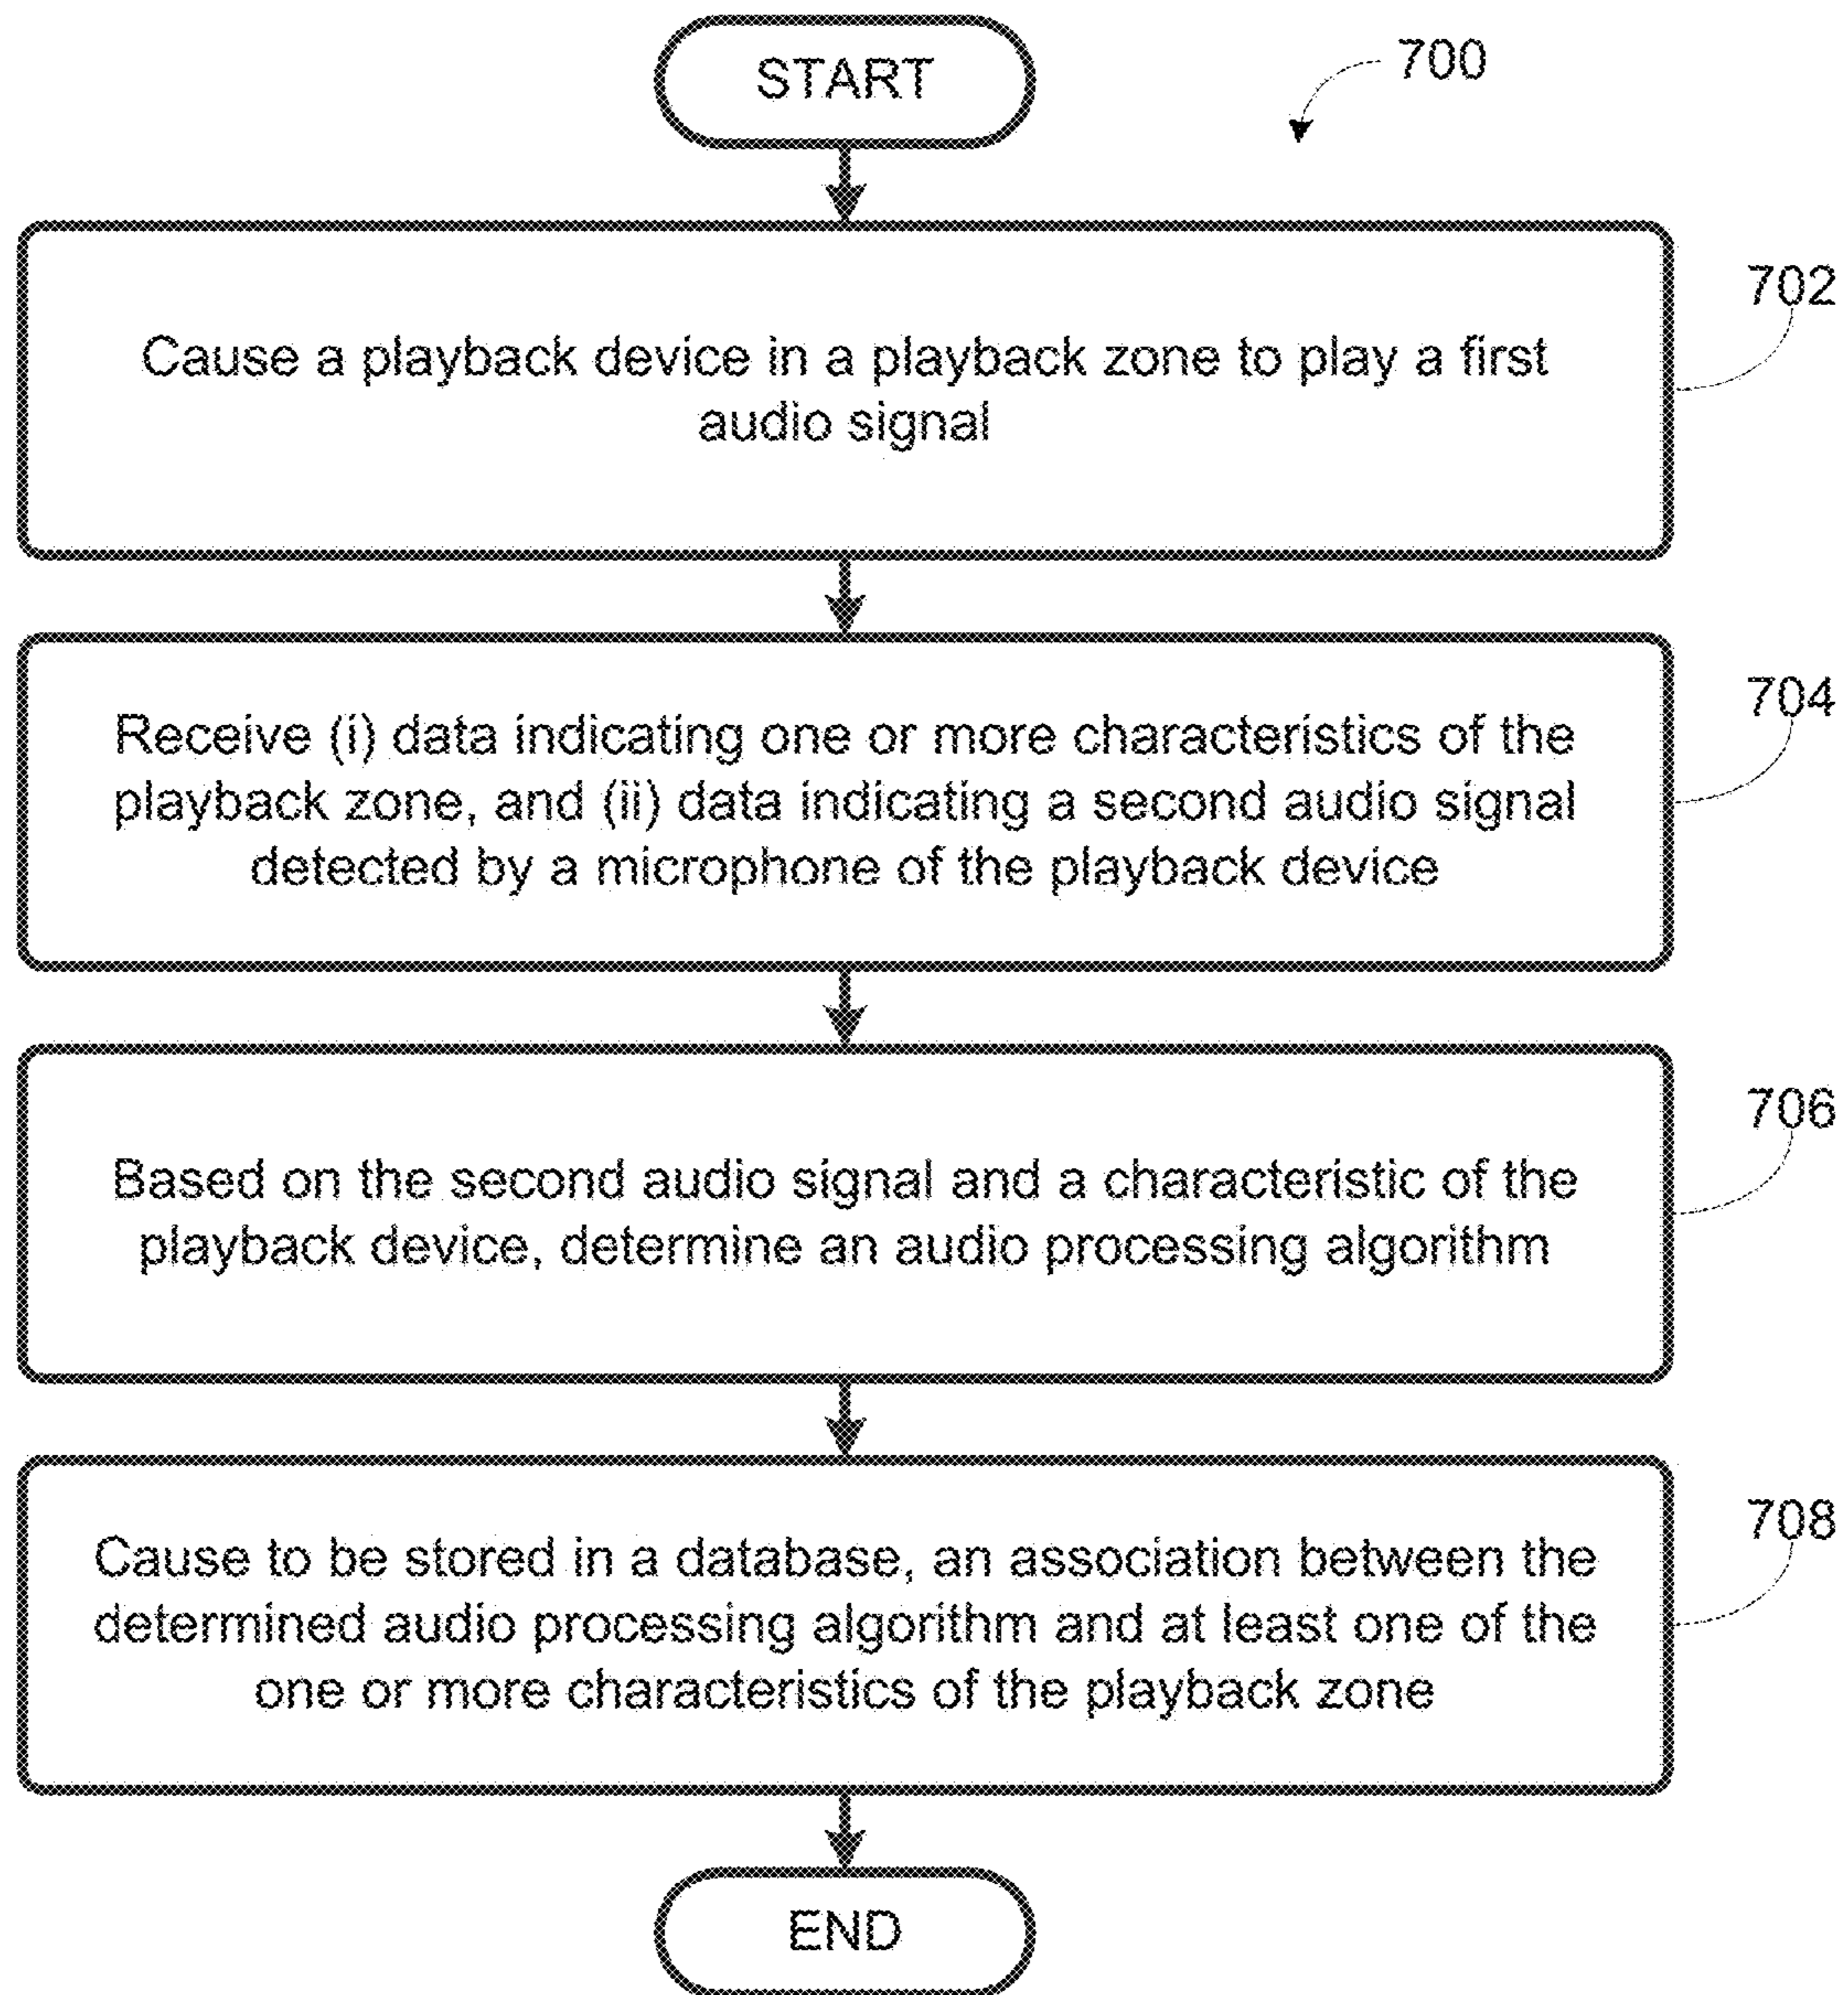 START
700
Cause a playback device in a playback zone to play a first
audio signal
702
Receive (i) data indicating one or more characteristics of the
playback zone, and (ii) data indicating a second audio signal
detected by a microphone of the playback device
704
Based on the second audio signal and a characteristic of the
playback device, determine an audio processing algorithm
706
Cause to be stored in a database, an association between the
determined audio processing algorithm and at least one of the
one or more characteristics of the playback zone
708
END